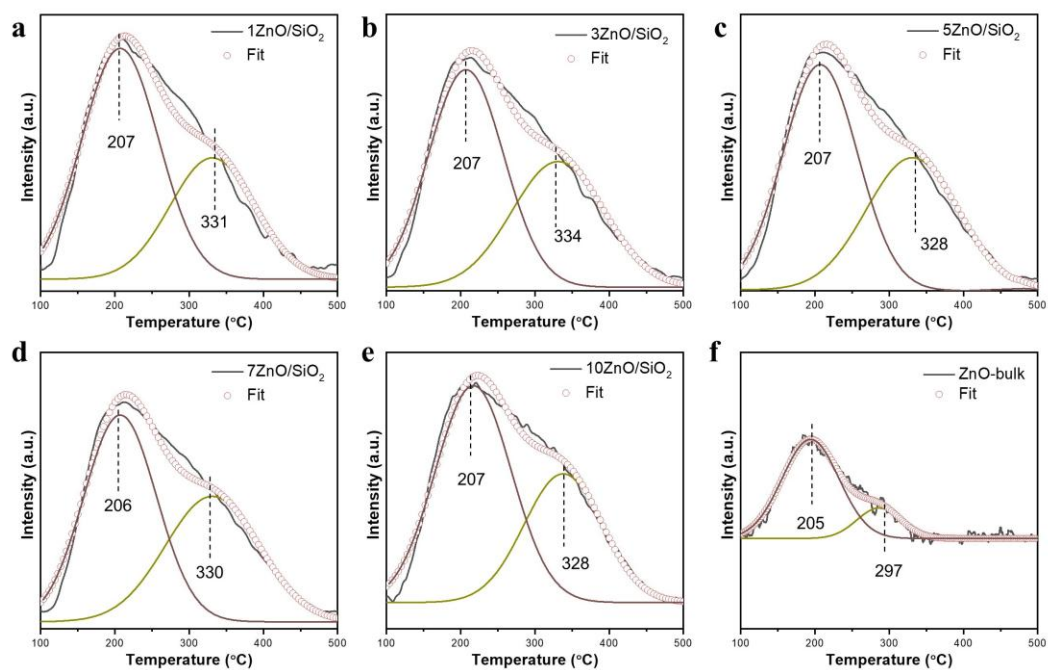 a
1ZnO/SiO₂
Fit
207
331
Intensity (a.u.)
100 200 300 400 500
Temperature (°C)
b
3ZnO/SiO₂
Fit
207
334
Intensity (a.u.)
100 200 300 400 500
Temperature (°C)
c
5ZnO/SiO₂
Fit
207
328
Intensity (a.u.)
100 200 300 400 500
Temperature (°C)
d
7ZnO/SiO₂
Fit
206
330
Intensity (a.u.)
100 200 300 400 500
Temperature (°C)
e
10ZnO/SiO₂
Fit
207
328
Intensity (a.u.)
100 200 300 400 500
Temperature (°C)
f
ZnO-bulk
Fit
205
297
Intensity (a.u.)
100 200 300 400 500
Temperature (°C)